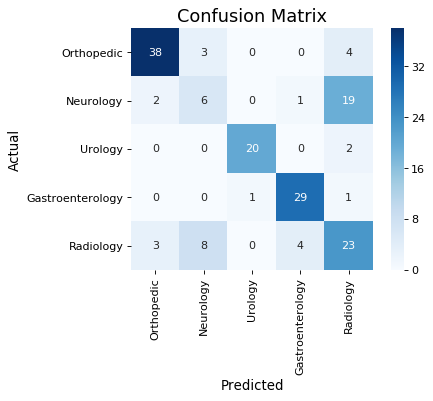 Confusion Matrix
Actual
Orthopedic 38 3 0 0 4
Neurology 2 6 0 1 19
Urology 0 0 20 0 2
Gastroenterology 0 0 1 29 1
Radiology 3 8 0 4 23
Orthopedic Neurology Urology Gastroenterology Radiology
Predicted
32
24
16
8
0